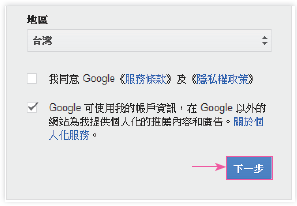 地區
台灣
我同意 Google《服務條款》及《隱私權政策》
Google 可使用我的帳戶資訊，在 Google 以外的
網站為我提供個人化的推薦內容和廣告。關於個
人化服務。
下一步